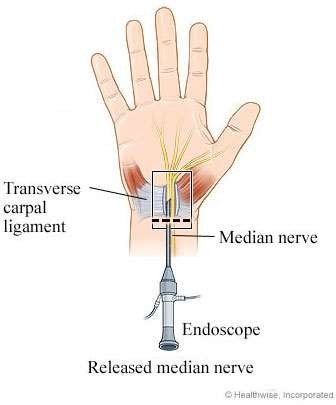 Transverse
carpal
ligament
Median nerve
Endoscope
Released median nerve
© Healthwise, Incorporated